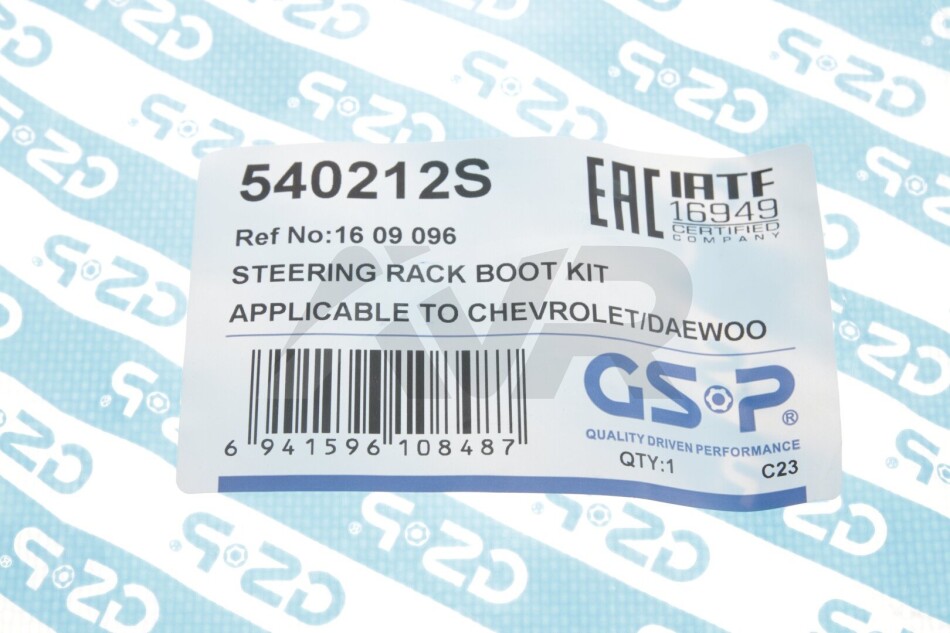 540212S
EAC
IATF
16949
CERTIFIED
COMPANY
Ref No:16 09 096
STEERING RACK BOOT KIT
APPLICABLE TO CHEVROLET/DAEWOO
6 941596 108487
GSP®
QUALITY DRIVEN PERFORMANCE
QTY:1
C23